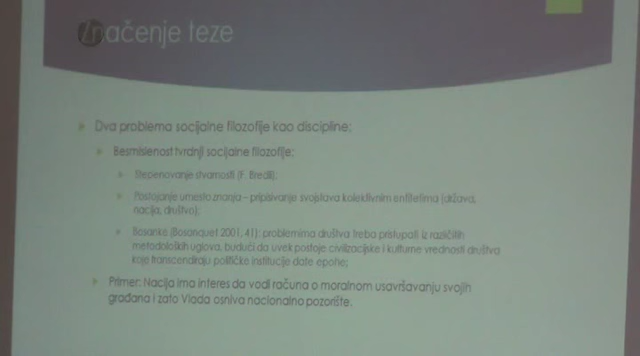 Značenje teze
Dva problema socijalne filozofije kao discipline:
Besmislenost tvrdnji socijalne filozofije:
Stepenovanje stvarnosti (F. Bredli);
Postojanje umesto znanja – pripisivanje svojstava kolektivnim entitetima (država,
nacija, društvo);
Bosanke (Bosanquet 2001, 41): problemima društva treba pristupati iz različitih
metodoloških uglova, budući da uvek postoje civilizacijske i kulturne vrednosti društva
koje transcendiraju političke institucije date epohe;
Primer: Nacija ima interes da vodi računa o moralnom usavršavanju svojih
građana i zato Vlada osniva nacionalno pozorište.